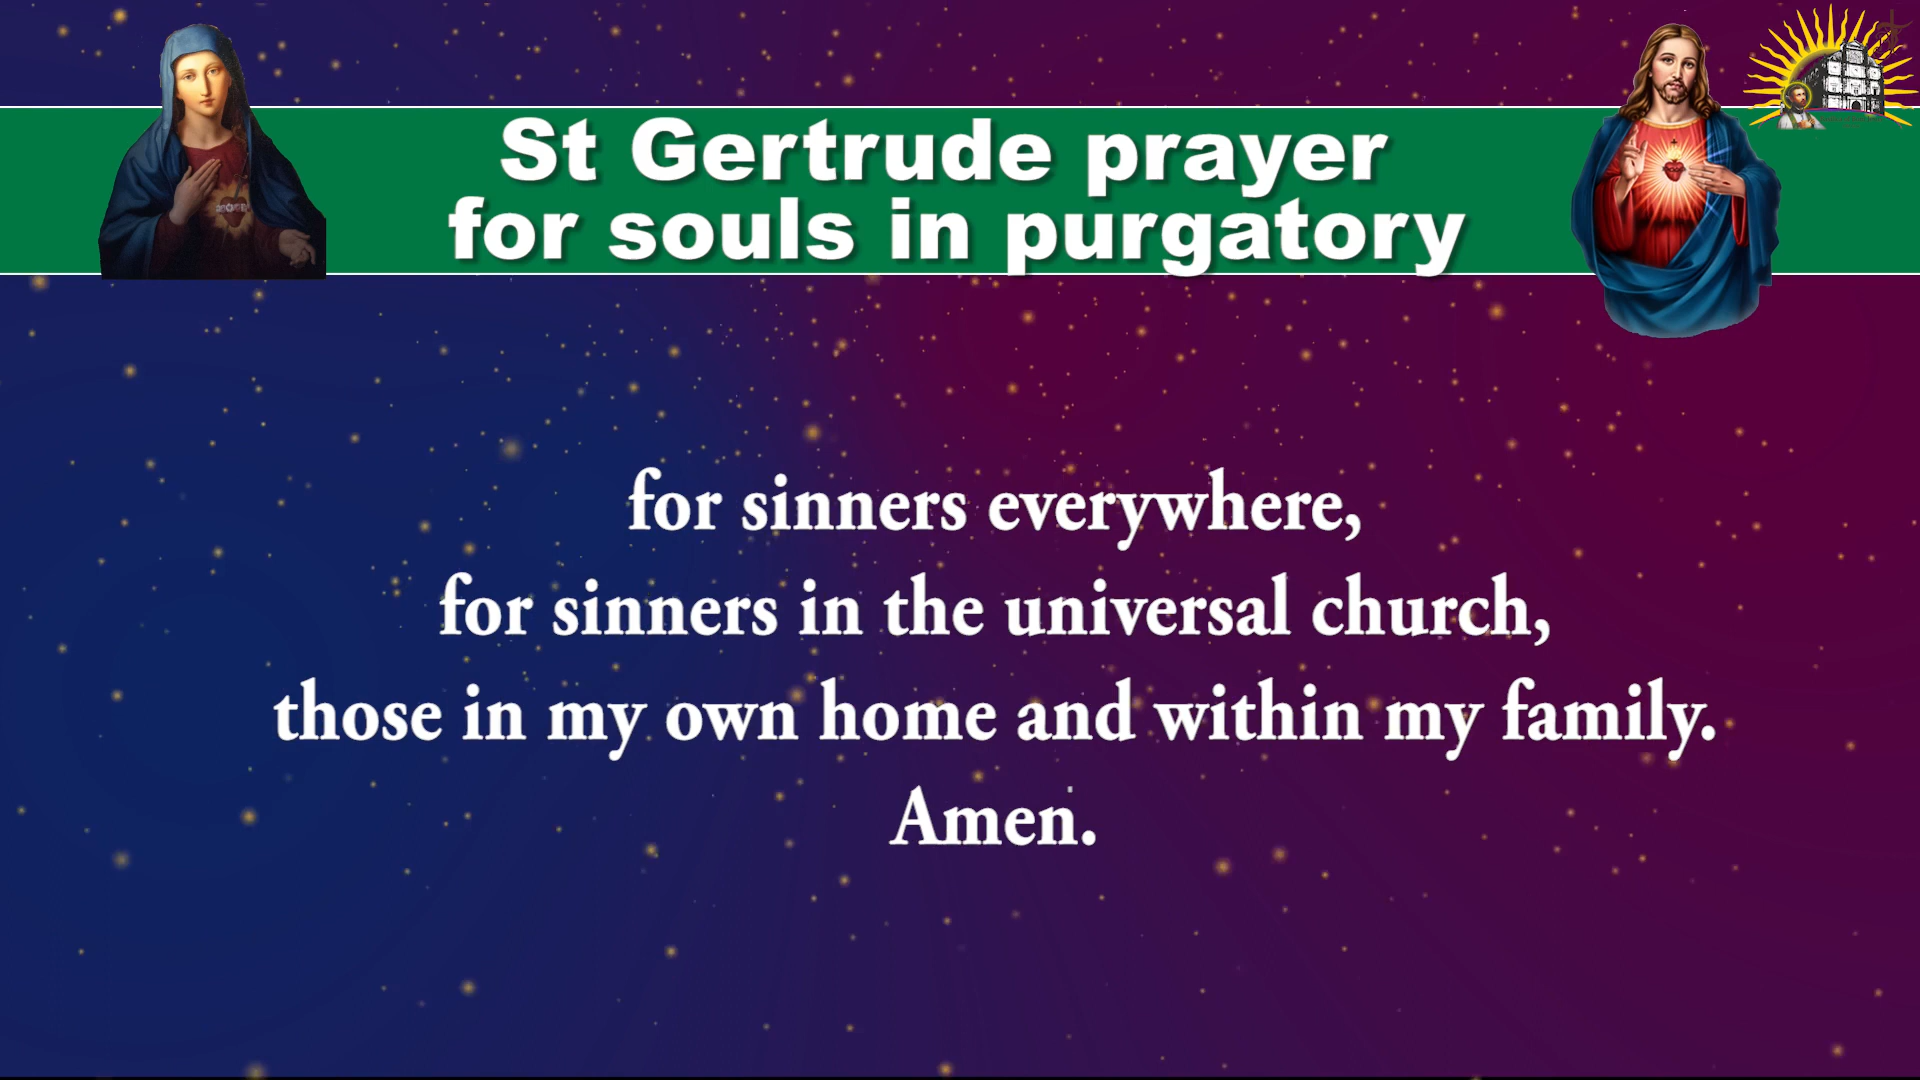 St Gertrude prayer
for souls in purgatory
for sinners everywhere,
for sinners in the universal church,
those in my own home and within my family.
Amen.